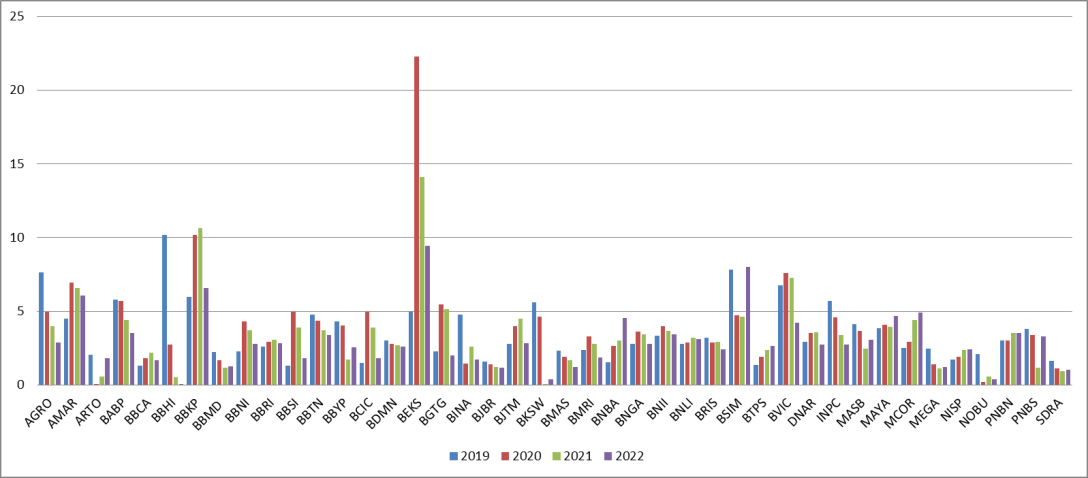 25
20
15
10
5
0
AGRO
AMAR
ARTO
BABP
BBCA
BBHI
BBKP
BBMD
BBNI
BBRI
BBSI
BBTN
BBYP
BCIC
BDMN
BEKS
BGTG
BINA
BJBR
BJTM
BKSW
BMAS
BMRI
BNBA
BNGA
BNII
BNLI
BRIS
BSIM
BTPS
BVIC
DNAR
INPC
MASB
MAYA
MCOR
MEGA
NISP
NOBU
PNBN
PNBS
SDRA
2019 2020 2021 2022